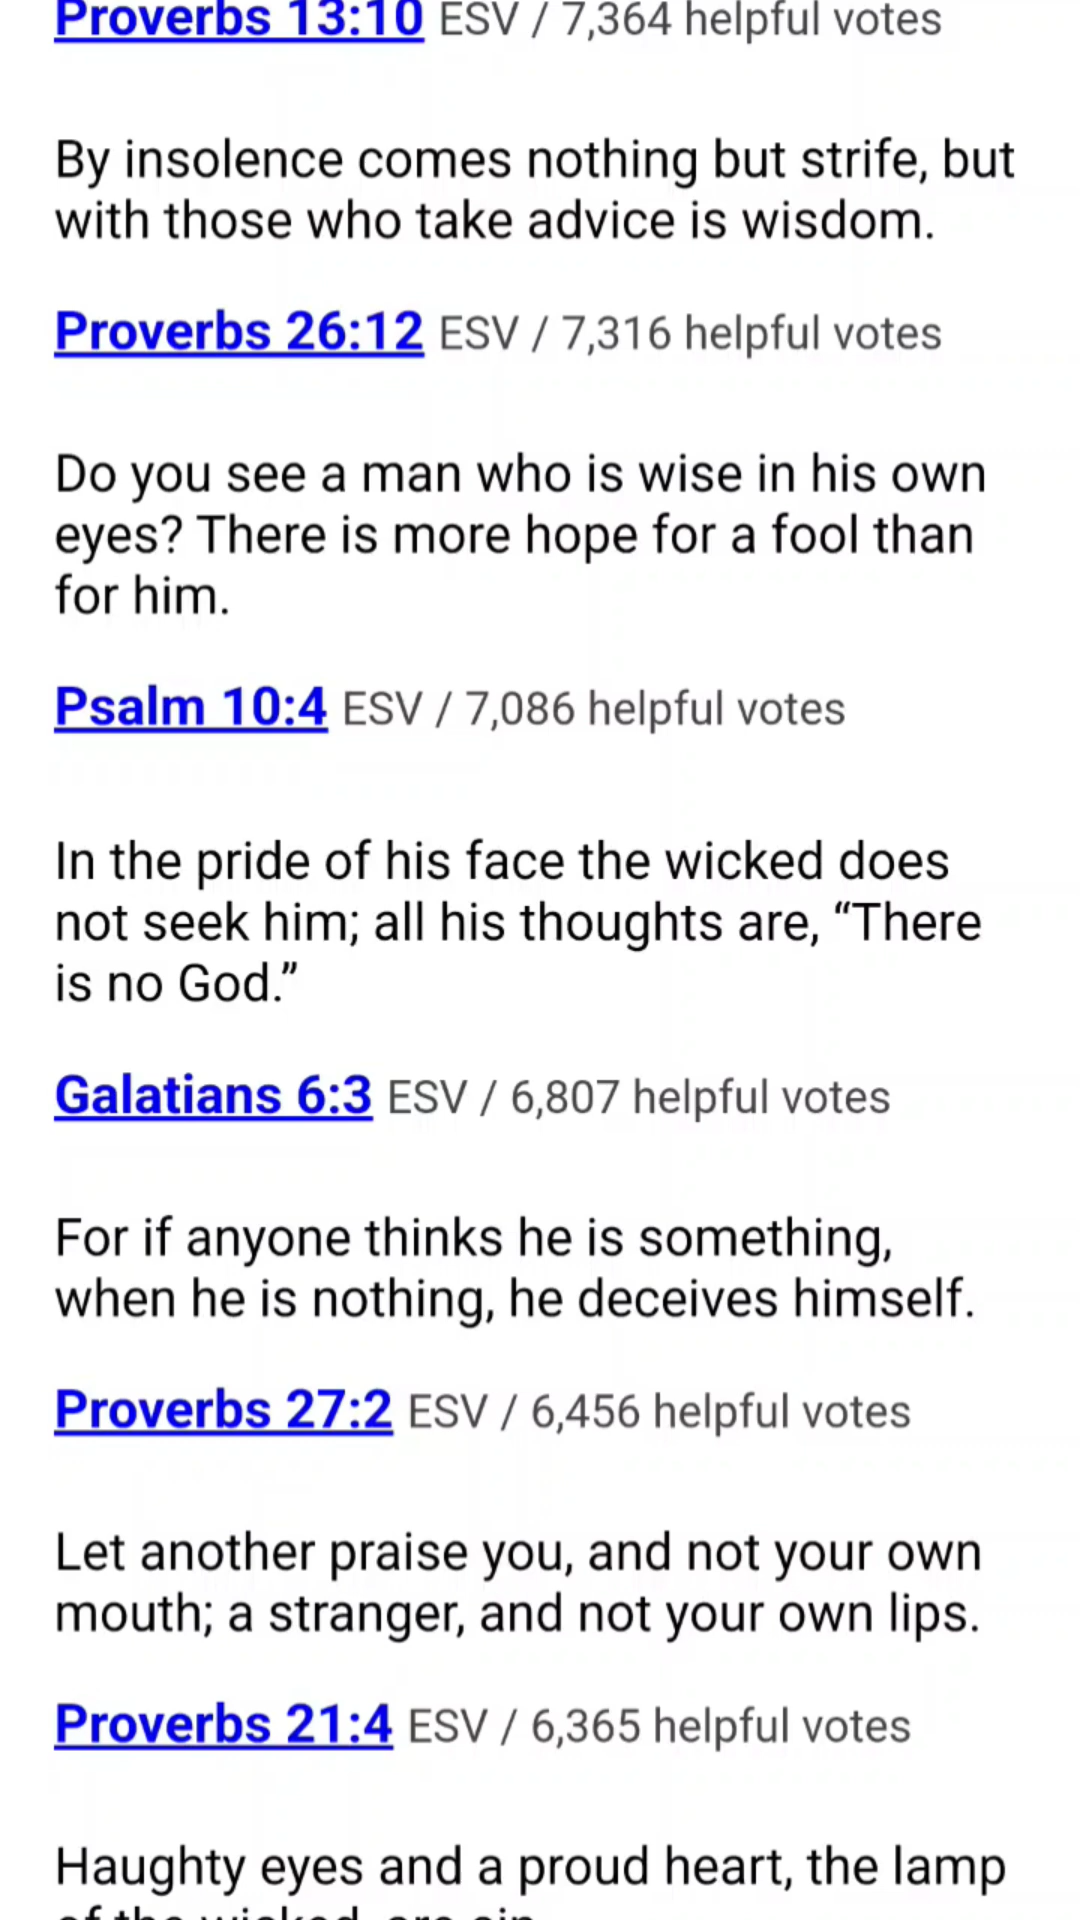 Proverbs 13:10 ESV / 7,364 helpful votes
By insolence comes nothing but strife, but
with those who take advice is wisdom.
Proverbs 26:12 ESV / 7,316 helpful votes
Do you see a man who is wise in his own
eyes? There is more hope for a fool than
for him.
Psalm 10:4 ESV / 7,086 helpful votes
In the pride of his face the wicked does
not seek him; all his thoughts are, “There
is no God.”
Galatians 6:3 ESV / 6,807 helpful votes
For if anyone thinks he is something,
when he is nothing, he deceives himself.
Proverbs 27:2 ESV / 6,456 helpful votes
Let another praise you, and not your own
mouth; a stranger, and not your own lips.
Proverbs 21:4 ESV / 6,365 helpful votes
Haughty eyes and a proud heart, the lamp
of the wicked, are sin.